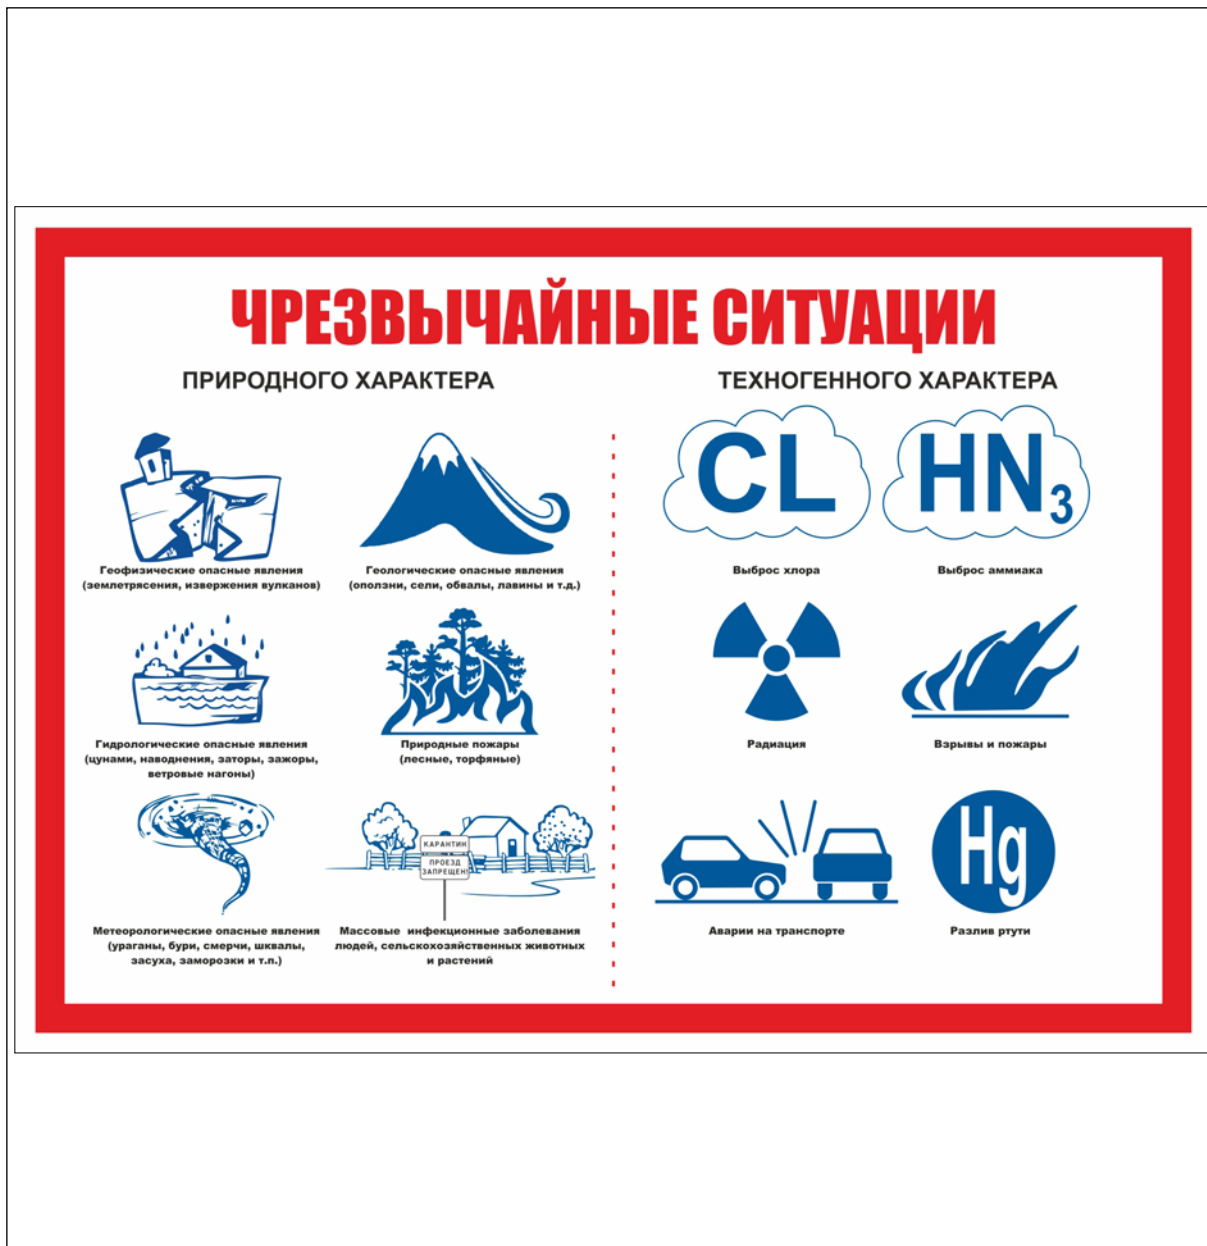 ЧРЕЗВЫЧАЙНЫЕ СИТУАЦИИ
ПРИРОДНОГО ХАРАКТЕРА
Геофизические опасные явления
(землетрясения, извержения вулканов)
Геологические опасные явления
(оползни, сели, обвалы, лавины и т.д.)
Гидрологические опасные явления
(цунами, наводнения, заторы, зажоры,
ветровые нагоны)
Природные пожары
(лесные, торфяные)
Метеорологические опасные явления
(ураганы, бури, смерчи, шквалы,
засуха, заморозки и т.п.)
КАРАНТИН
ПРОЕЗД
ЗАПРЕЩЕН!
Массовые инфекционные заболевания
людей, сельскохозяйственных животных
и растений
ТЕХНОГЕННОГО ХАРАКТЕРА
CL
Выброс хлора
HN3
Выброс аммиака
Радиация
Взрывы и пожары
Аварии на транспорте
Hg
Разлив ртути